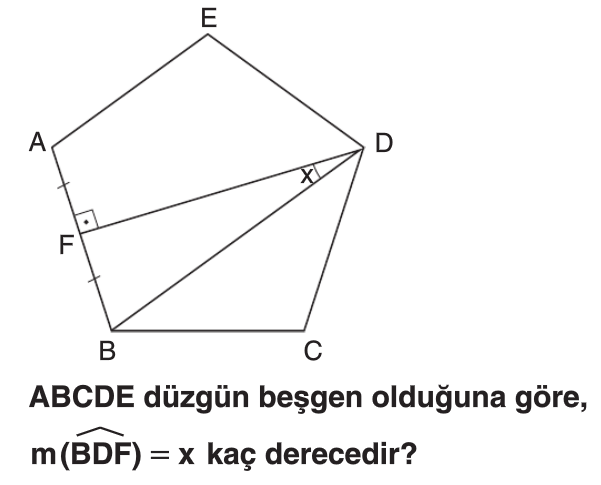 E
A
D
x
F
B
C
ABCDE düzgün beşgen olduğuna göre,
m(BDF) = x kaç derecedir?